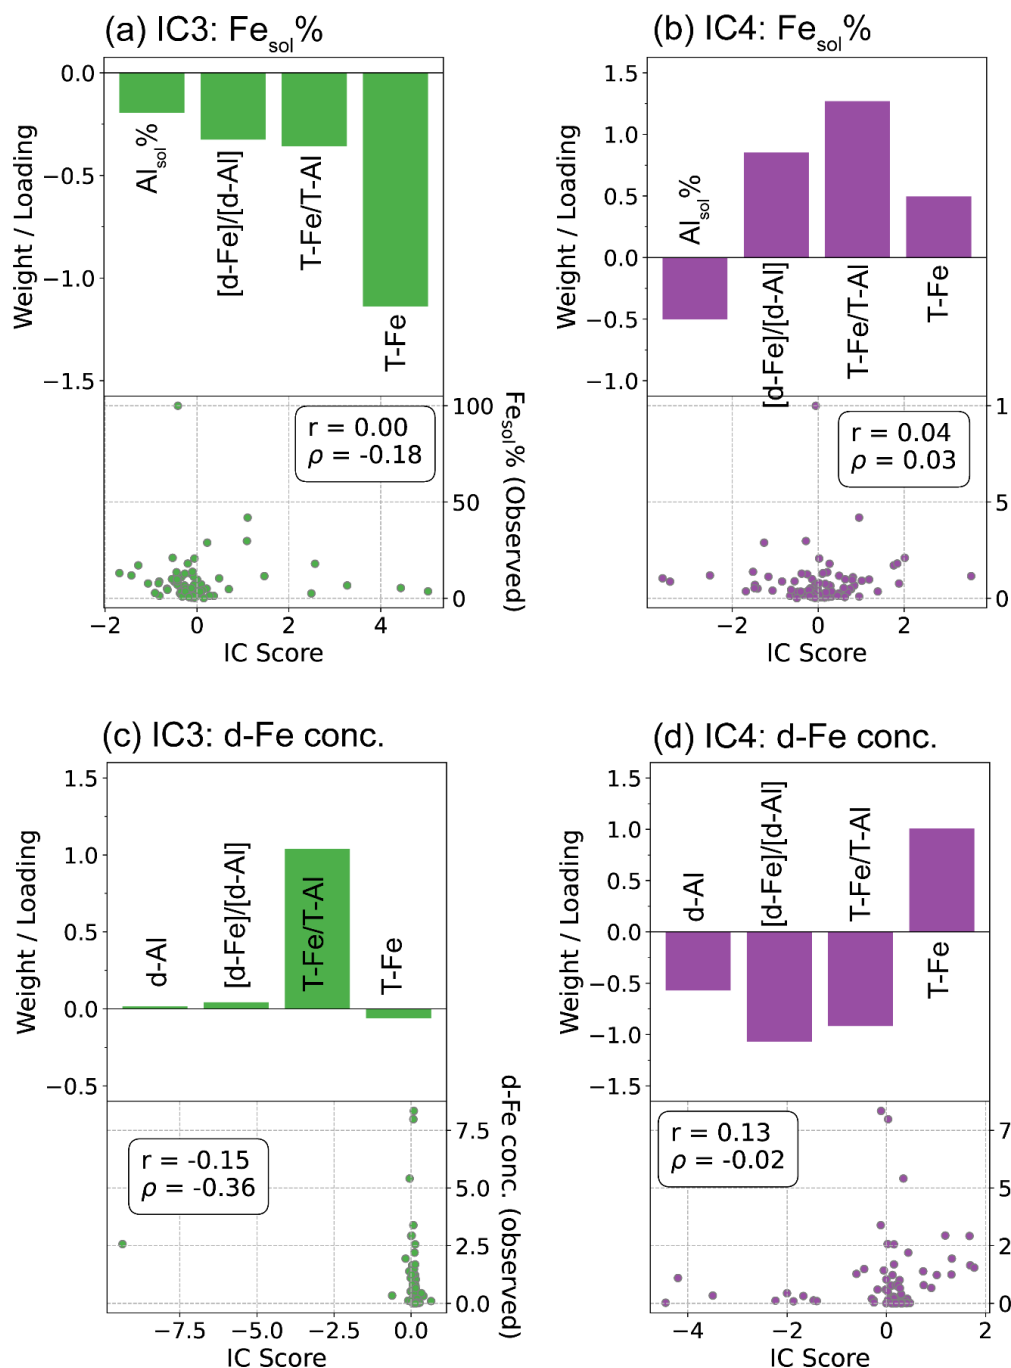 (a) IC3: Fesol%
0.0
−0.5
−1.0
−1.5
Weight / Loading
Alsol%
[d-Fe]/[d-Al]
T-Fe/T-Al
T-Fe
r = 0.00
ρ = -0.18
100
50
0
Fesol% (Observed)
−2
0
2
4
IC Score
(b) IC4: Fesol%
1.5
1.0
0.5
0.0
−0.5
−1.0
Weight / Loading
Alsol%
[d-Fe]/[d-Al]
T-Fe/T-Al
T-Fe
r = 0.04
ρ = 0.03
1
5
0
−2
0
2
IC Score
(c) IC3: d-Fe conc.
1.5
1.0
0.5
0.0
−0.5
Weight / Loading
d-Al
[d-Fe]/[d-Al]
T-Fe/T-Al
T-Fe
r = -0.15
ρ = -0.36
7.5
5.0
2.5
0.0
d-Fe conc. (observed)
−7.5
−5.0
−2.5
0.0
IC Score
(d) IC4: d-Fe conc.
1.5
1.0
0.5
0.0
−0.5
−1.0
−1.5
Weight / Loading
d-Al
[d-Fe]/[d-Al]
T-Fe/T-Al
T-Fe
r = 0.13
ρ = -0.02
7
5
2
0
−4
−2
0
2
IC Score